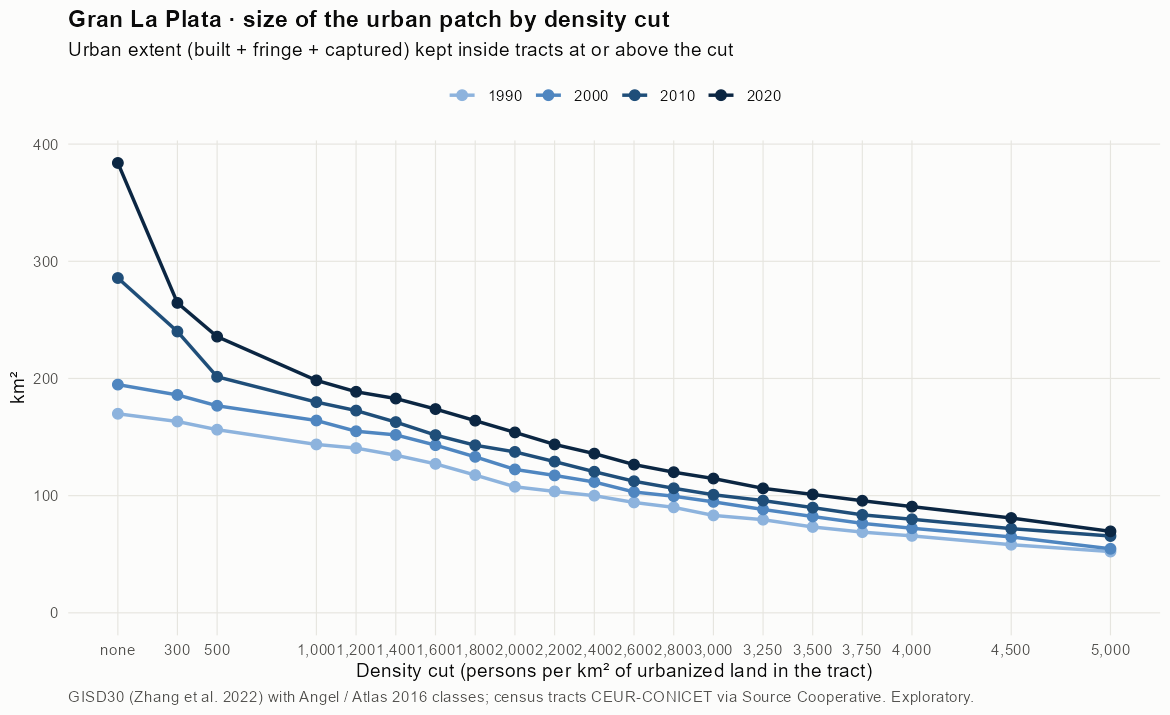 Gran La Plata · size of the urban patch by density cut
Urban extent (built + fringe + captured) kept inside tracts at or above the cut
1990 2000 2010 2020
400
300
200
100
0
km²
none 300 500 1,000 1,200 1,400 1,600 1,800 2,000 2,200 2,400 2,600 2,800 3,000 3,250 3,500 3,750 4,000 4,500 5,000
Density cut (persons per km² of urbanized land in the tract)
GISD30 (Zhang et al. 2022) with Angel / Atlas 2016 classes; census tracts CEUR-CONICET via Source Cooperative. Exploratory.